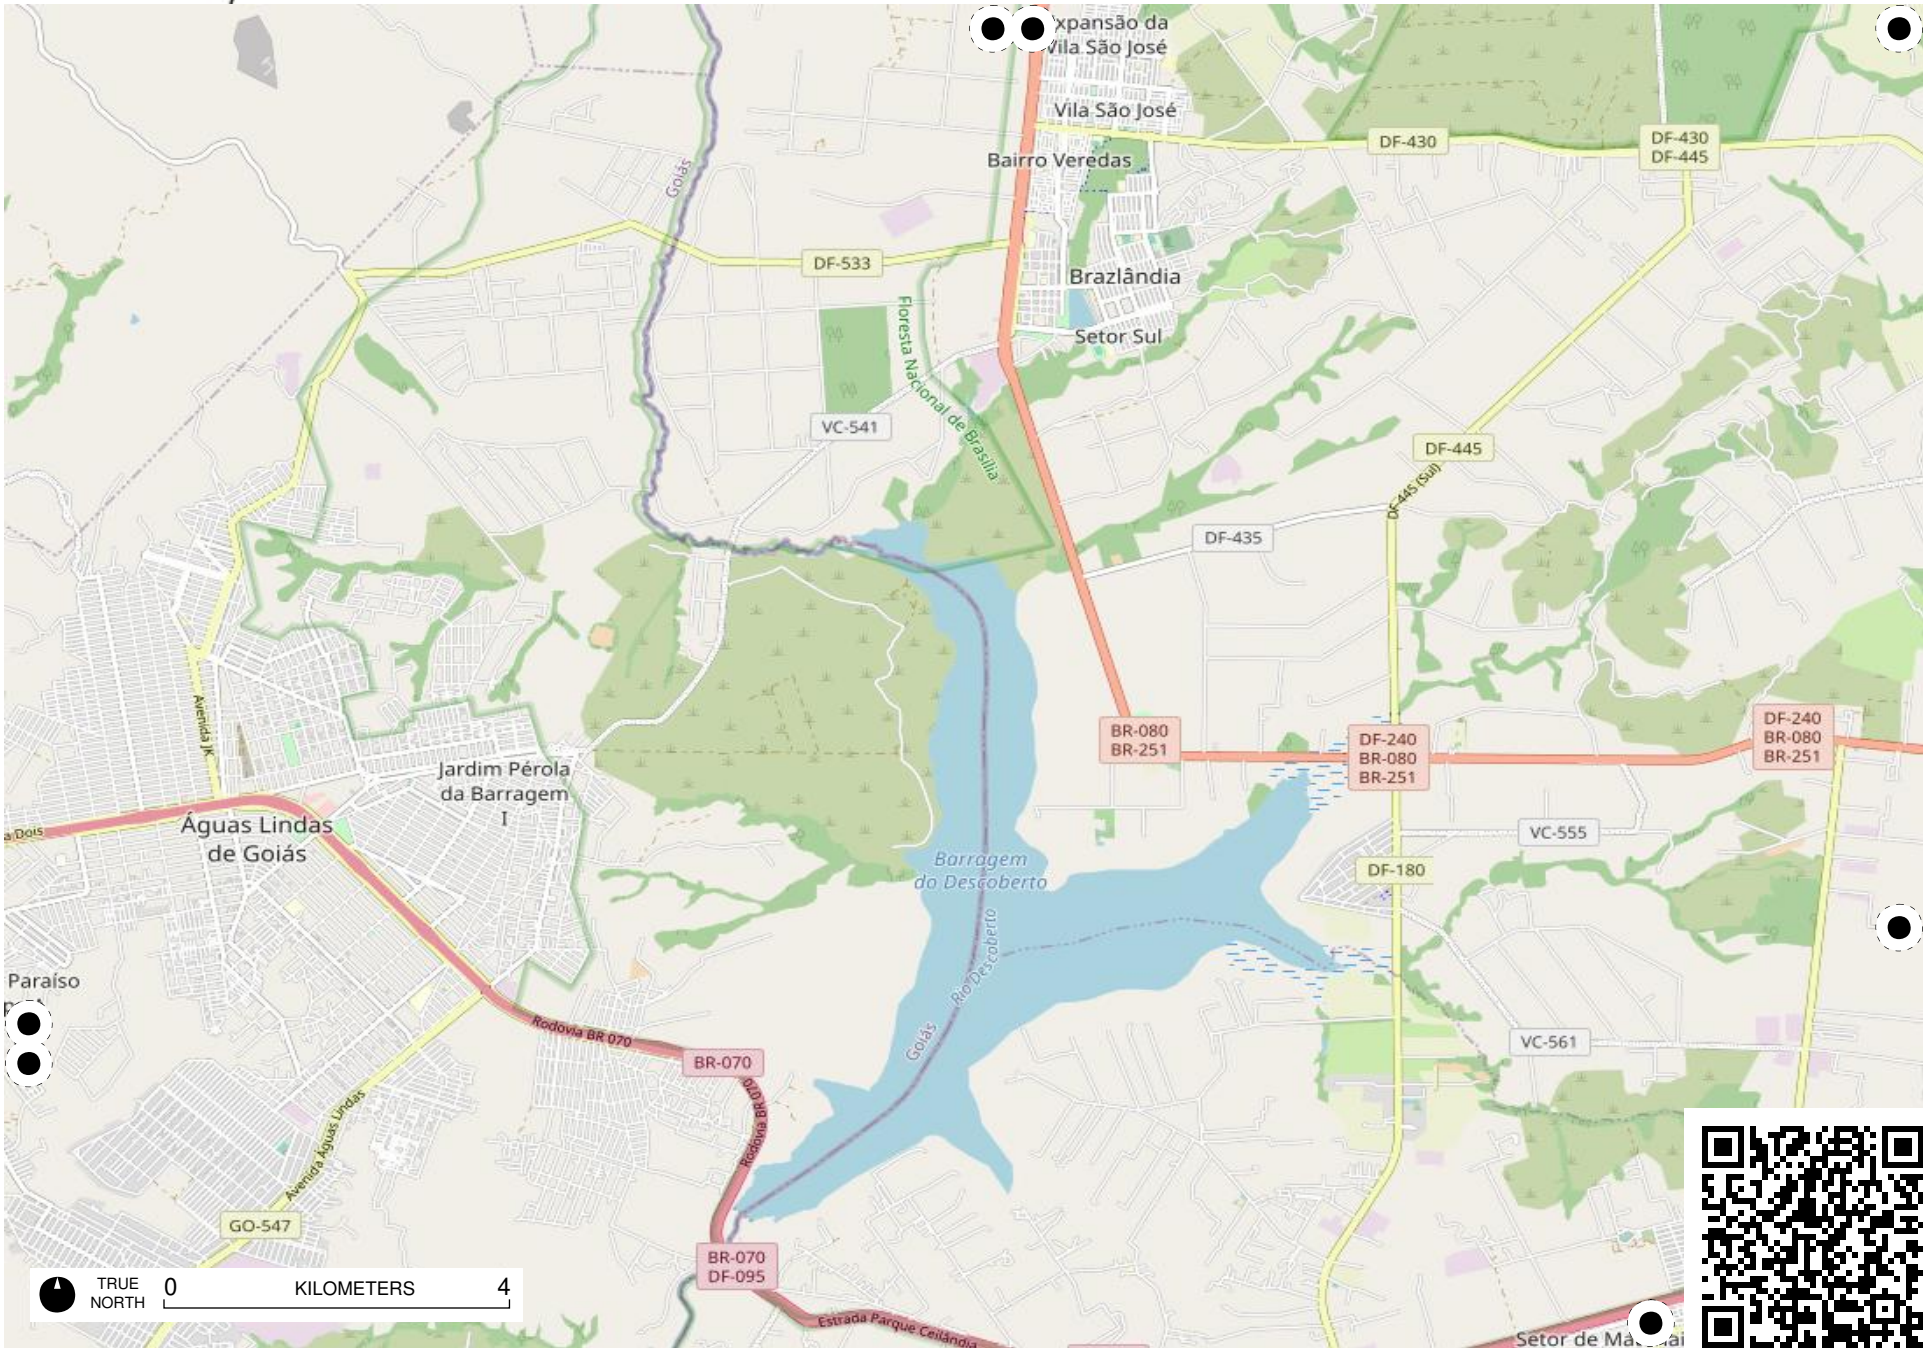 xpansão da
Vila São José
Vila São José
DF-430
DF-430
DF-445
Bairro Veredas
Goiás
DF-533
Brazlândia
Floresta Nacional de Brasília
Setor Sul
VC-541
DF-445
DF-445 (Sul)
DF-435
Avenida JK
BR-080
BR-251
DF-240
BR-080
BR-251
DF-240
BR-080
BR-251
Jardim Pérola
da Barragem
I
a Dois
Águas Lindas
de Goiás
VC-555
Barragem
do Descoberto
DF-180
Rio Descoberto
Paraíso
Rodovia BR 070
Goiás
VC-561
BR-070
Rodovia BR 070
Avenida Águas Lindas
GO-547
BR-070
DF-095
TRUE
NORTH
0 KILOMETERS 4
Estrada Parque Ceilândia
Setor de